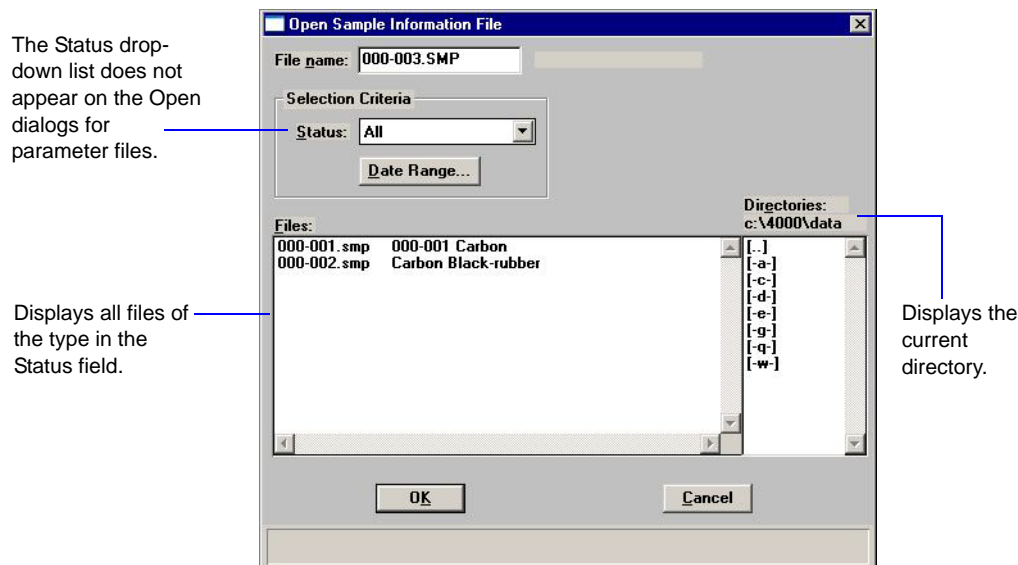 Open Sample Information File
The Status drop-
down list does not
appear on the Open
dialogs for
parameter files.
File name: 000-003.SMP
Selection Criteria
Status: All
Date Range...
Directories:
c:\4000\data
Files:
000-001.smp 000-001 Carbon
000-002.smp Carbon Black-rubber
[..]
[-a-]
[-c-]
[-d-]
[-e-]
[-g-]
[-q-]
[-w-]
Displays all files of
the type in the
Status field.
Displays the
current
directory.
OK
Cancel